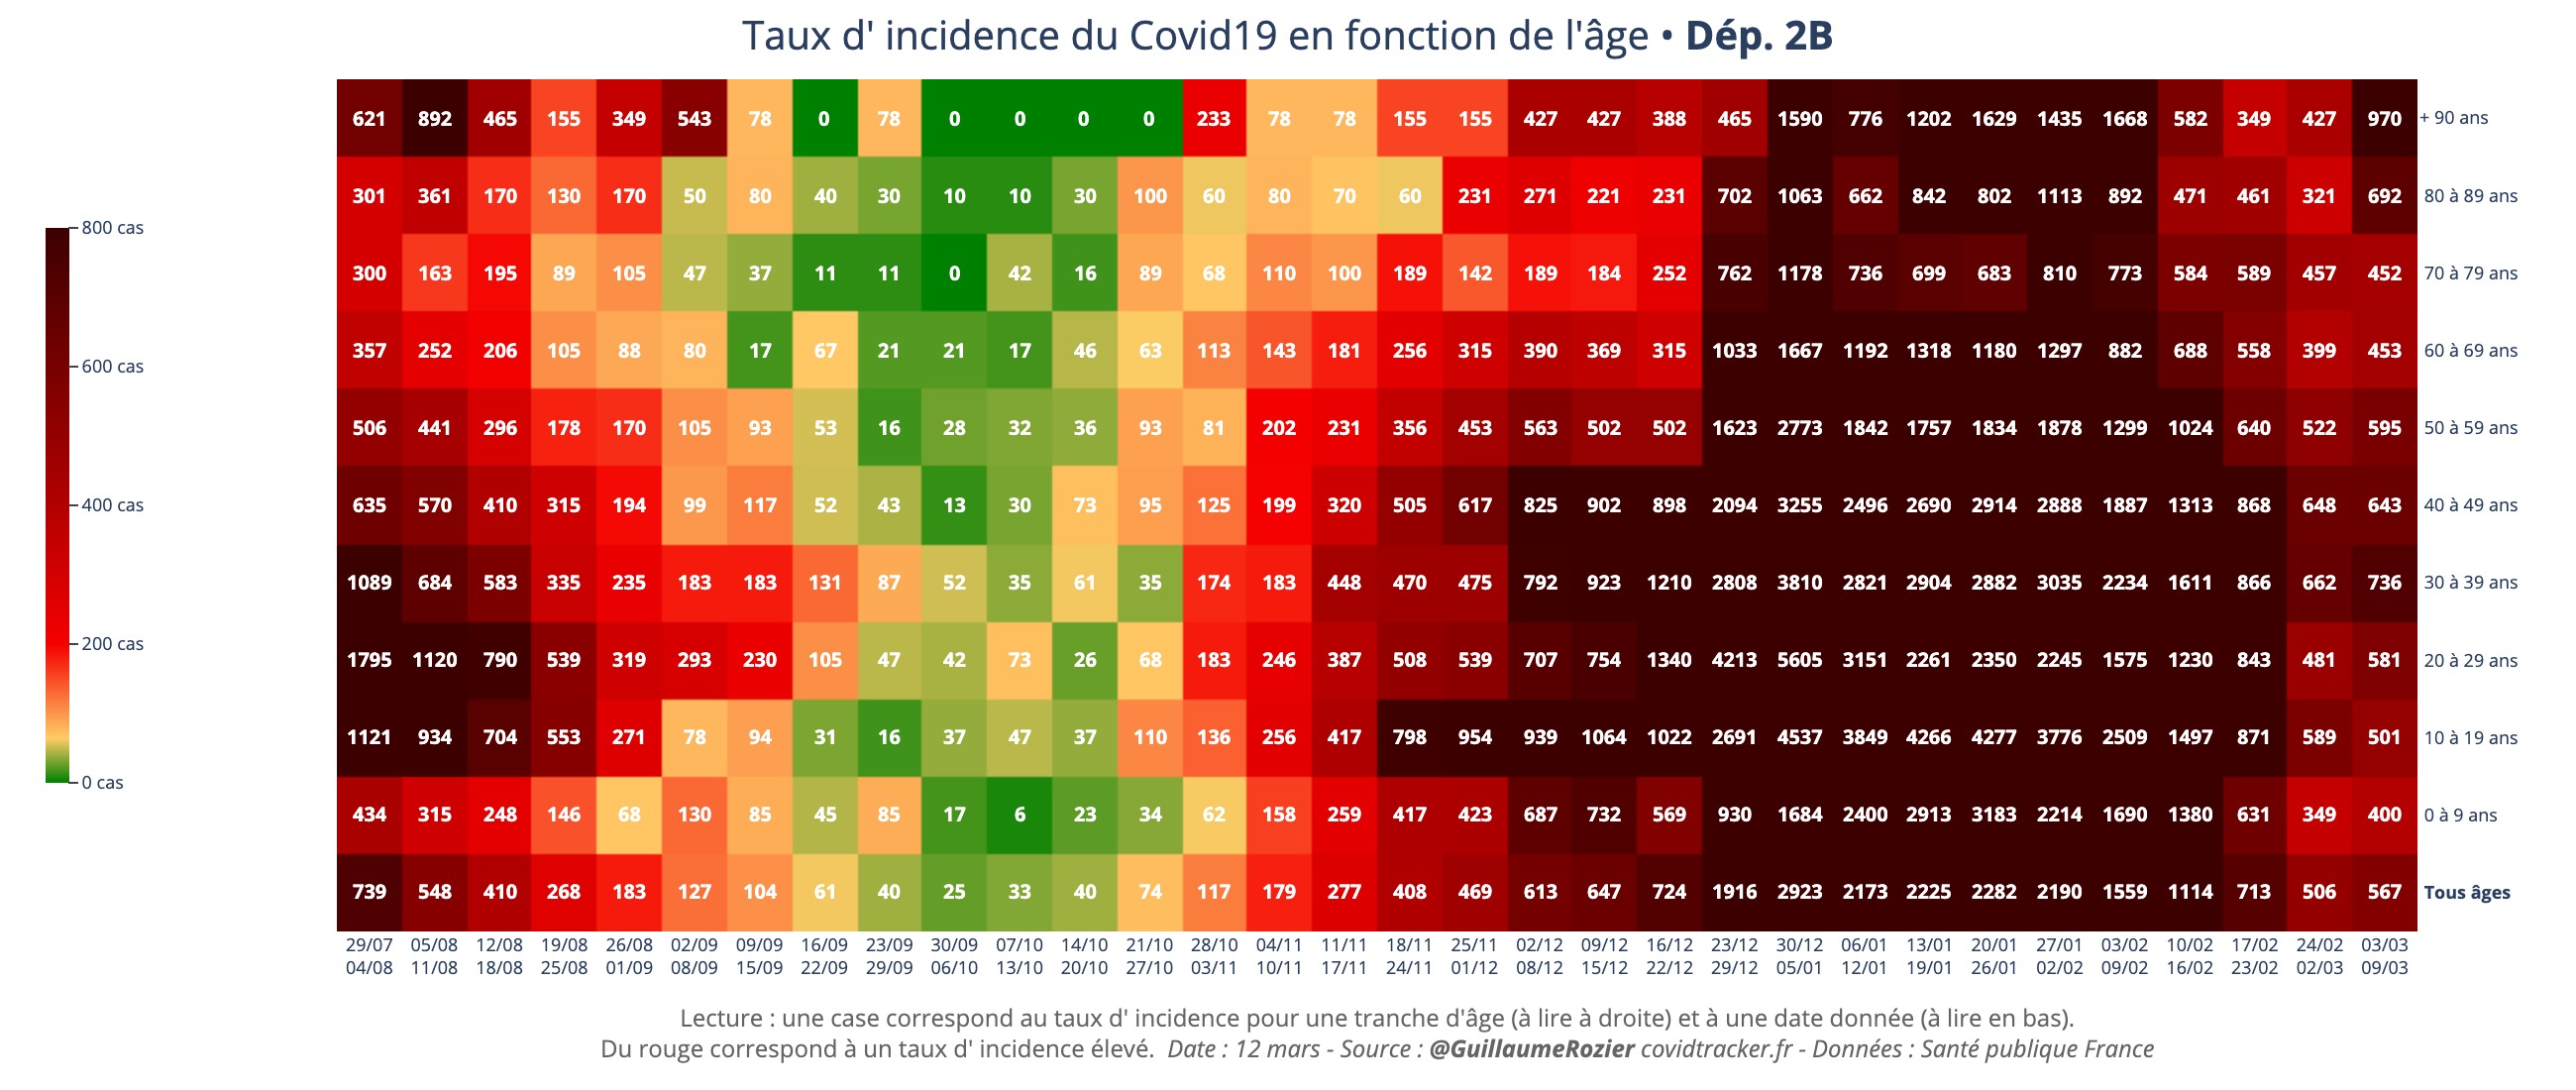 Taux d' incidence du Covid19 en fonction de l'âge • Dép. 2B
621 892 465 155 349 543 78 0 78 0 0 0 0 233 78 78 155 155 427 427 388 465 1590 776 1202 1629 1435 1668 582 349 427 970 + 90 ans
301 361 170 130 170 50 80 40 30 10 10 30 100 60 80 70 60 231 271 221 231 702 1063 662 842 802 1113 892 471 461 321 692 80 à 89 ans
800 cas
300 163 195 89 105 47 37 11 11 0 42 16 89 68 110 100 189 142 189 184 252 762 1178 736 699 683 810 773 584 589 457 452 70 à 79 ans
357 252 206 105 88 80 17 67 21 21 17 46 63 113 143 181 256 315 390 369 315 1033 1667 1192 1318 1180 1297 882 688 558 399 453 60 à 69 ans
600 cas
506 441 296 178 170 105 93 53 16 28 32 36 93 81 202 231 356 453 563 502 502 1623 2773 1842 1757 1834 1878 1299 1024 640 522 595 50 à 59 ans
400 cas
635 570 410 315 194 99 117 52 43 13 30 73 95 125 199 320 505 617 825 902 898 2094 3255 2496 2690 2914 2888 1887 1313 868 648 643 40 à 49 ans
1089 684 583 335 235 183 183 131 87 52 35 61 35 174 183 448 470 475 792 923 1210 2808 3810 2821 2904 2882 3035 2234 1611 866 662 736 30 à 39 ans
200 cas
1795 1120 790 539 319 293 230 105 47 42 73 26 68 183 246 387 508 539 707 754 1340 4213 5605 3151 2261 2350 2245 1575 1230 843 481 581 20 à 29 ans
1121 934 704 553 271 78 94 31 16 37 47 37 110 136 256 417 798 954 939 1064 1022 2691 4537 3849 4266 4277 3776 2509 1497 871 589 501 10 à 19 ans
0 cas
434 315 248 146 68 130 85 45 85 17 6 23 34 62 158 259 417 423 687 732 569 930 1684 2400 2913 3183 2214 1690 1380 631 349 400 0 à 9 ans
739 548 410 268 183 127 104 61 40 25 33 40 74 117 179 277 408 469 613 647 724 1916 2923 2173 2225 2282 2190 1559 1114 713 506 567 Tous âges
29/07 05/08 12/08 19/08 26/08 02/09 09/09 16/09 23/09 30/09 07/10 14/10 21/10 28/10 04/11 11/11 18/11 25/11 02/12 09/12 16/12 23/12 30/12 06/01 13/01 20/01 27/01 03/02 10/02 17/02 24/02 03/03
04/08 11/08 18/08 25/08 01/09 08/09 15/09 22/09 29/09 06/10 13/10 20/10 27/10 03/11 10/11 17/11 24/11 01/12 08/12 15/12 22/12 29/12 05/01 12/01 19/01 26/01 02/02 09/02 16/02 23/02 02/03 09/03
Lecture : une case correspond au taux d' incidence pour une tranche d'âge (à lire à droite) et à une date donnée (à lire en bas).
Du rouge correspond à un taux d' incidence élevé. Date : 12 mars - Source : @GuillaumeRozier covidtracker.fr - Données : Santé publique France